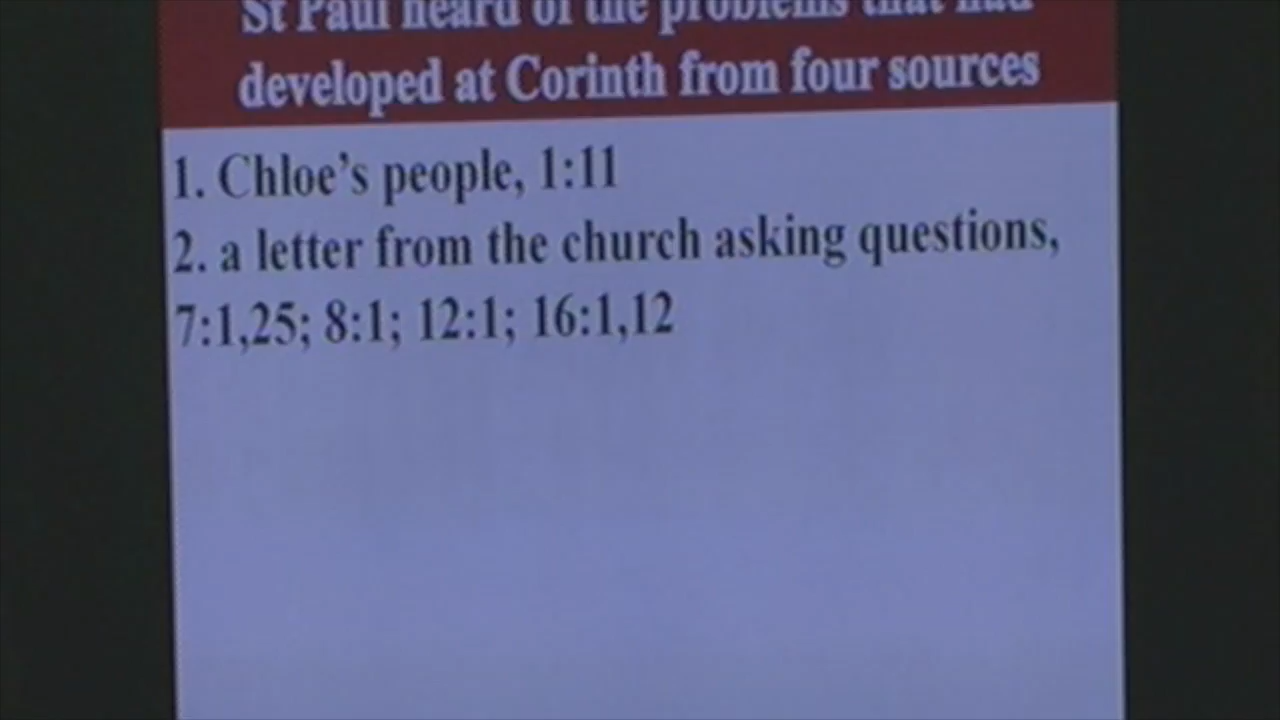 St Paul heard of the problems that had
developed at Corinth from four sources
1. Chloe's people, 1:11
2. a letter from the church asking questions,
7:1,25; 8:1; 12:1; 16:1,12